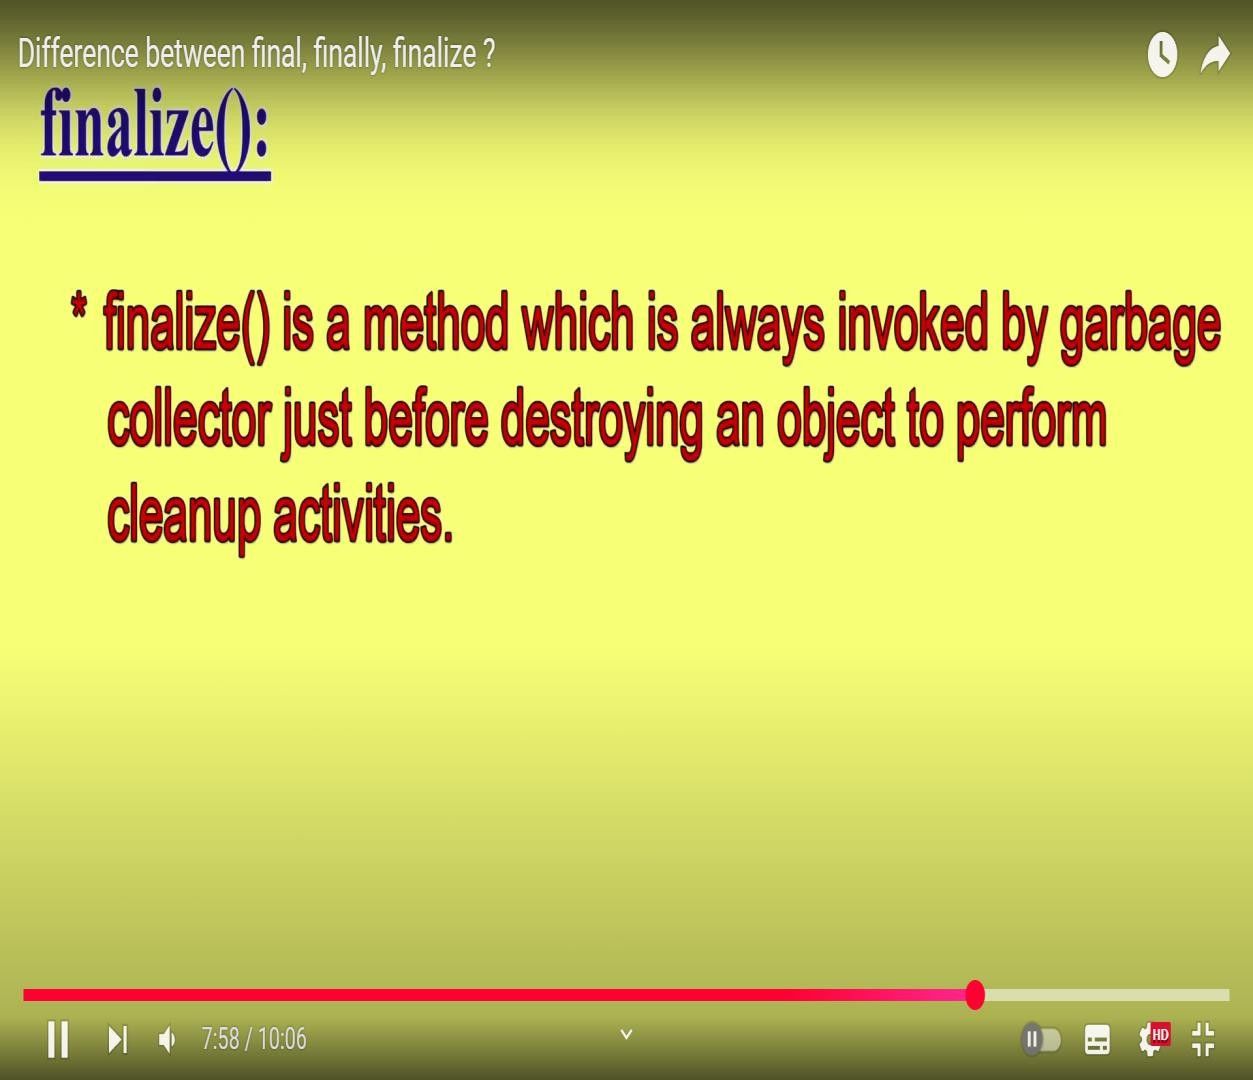 Difference between final, finally, finalize ?
finalize():
* finalize() is a method which is always invoked by garbage
collector just before destroying an object to perform
cleanup activities.
7:58 / 10:06
HD